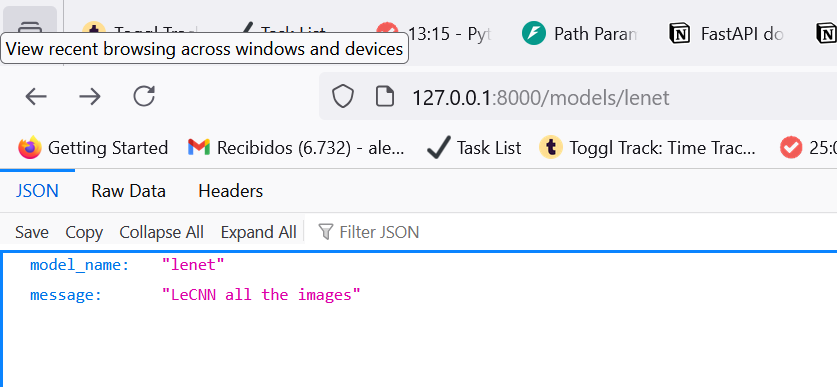 Toggl Track
Task List
13:15 - Pyt
Path Paran
FastAPI do
View recent browsing across windows and devices
127.0.0.1:8000/models/lenet
Getting Started
Recibidos (6.732) - ale...
Task List
Toggl Track: Time Trac...
25:0
JSON
Raw Data
Headers
Save
Copy
Collapse All
Expand All
Filter JSON
model_name: "lenet"
message: "LeCNN all the images"